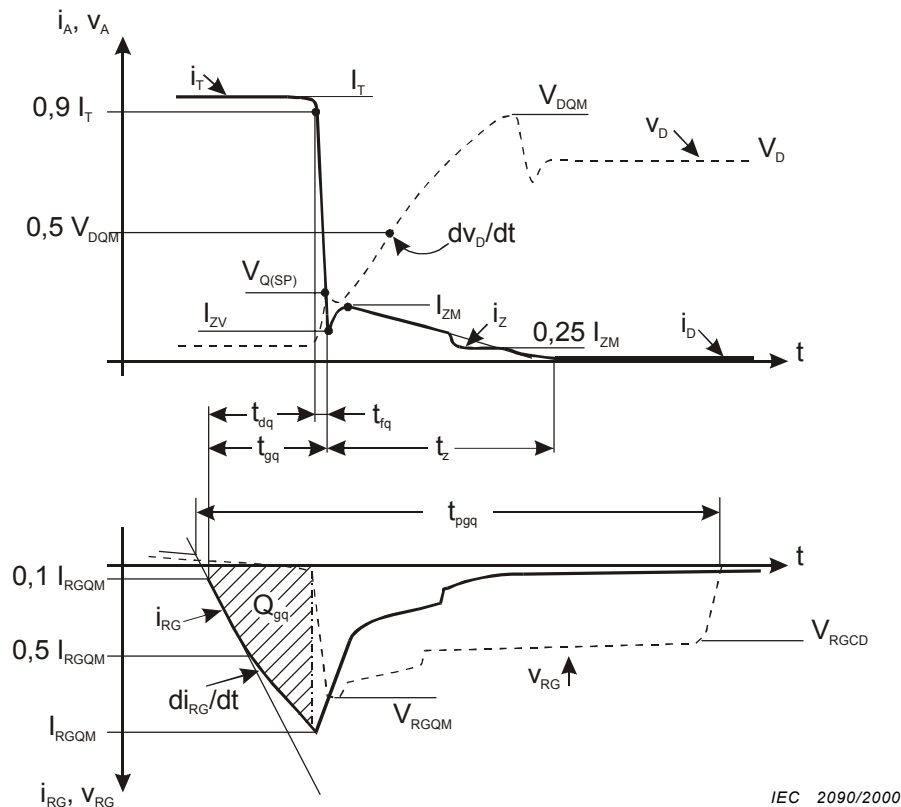 i_A, v_A
i_T
I_T
0,9 I_T
V_DQM
v_D
V_D
0,5 V_DQM
dv_D/dt
V_Q(SP)
I_ZV
I_ZM
i_Z
0,25 I_ZM
i_D
t
t_dq
t_fq
t_gq
t_z
t_pgq
t
0,1 I_RGQM
i_RG
Q_gq
0,5 I_RGQM
V_RGCD
di_RG/dt
v_RG
V_RGQM
I_RGQM
i_RG, v_RG
IEC 2090/2000